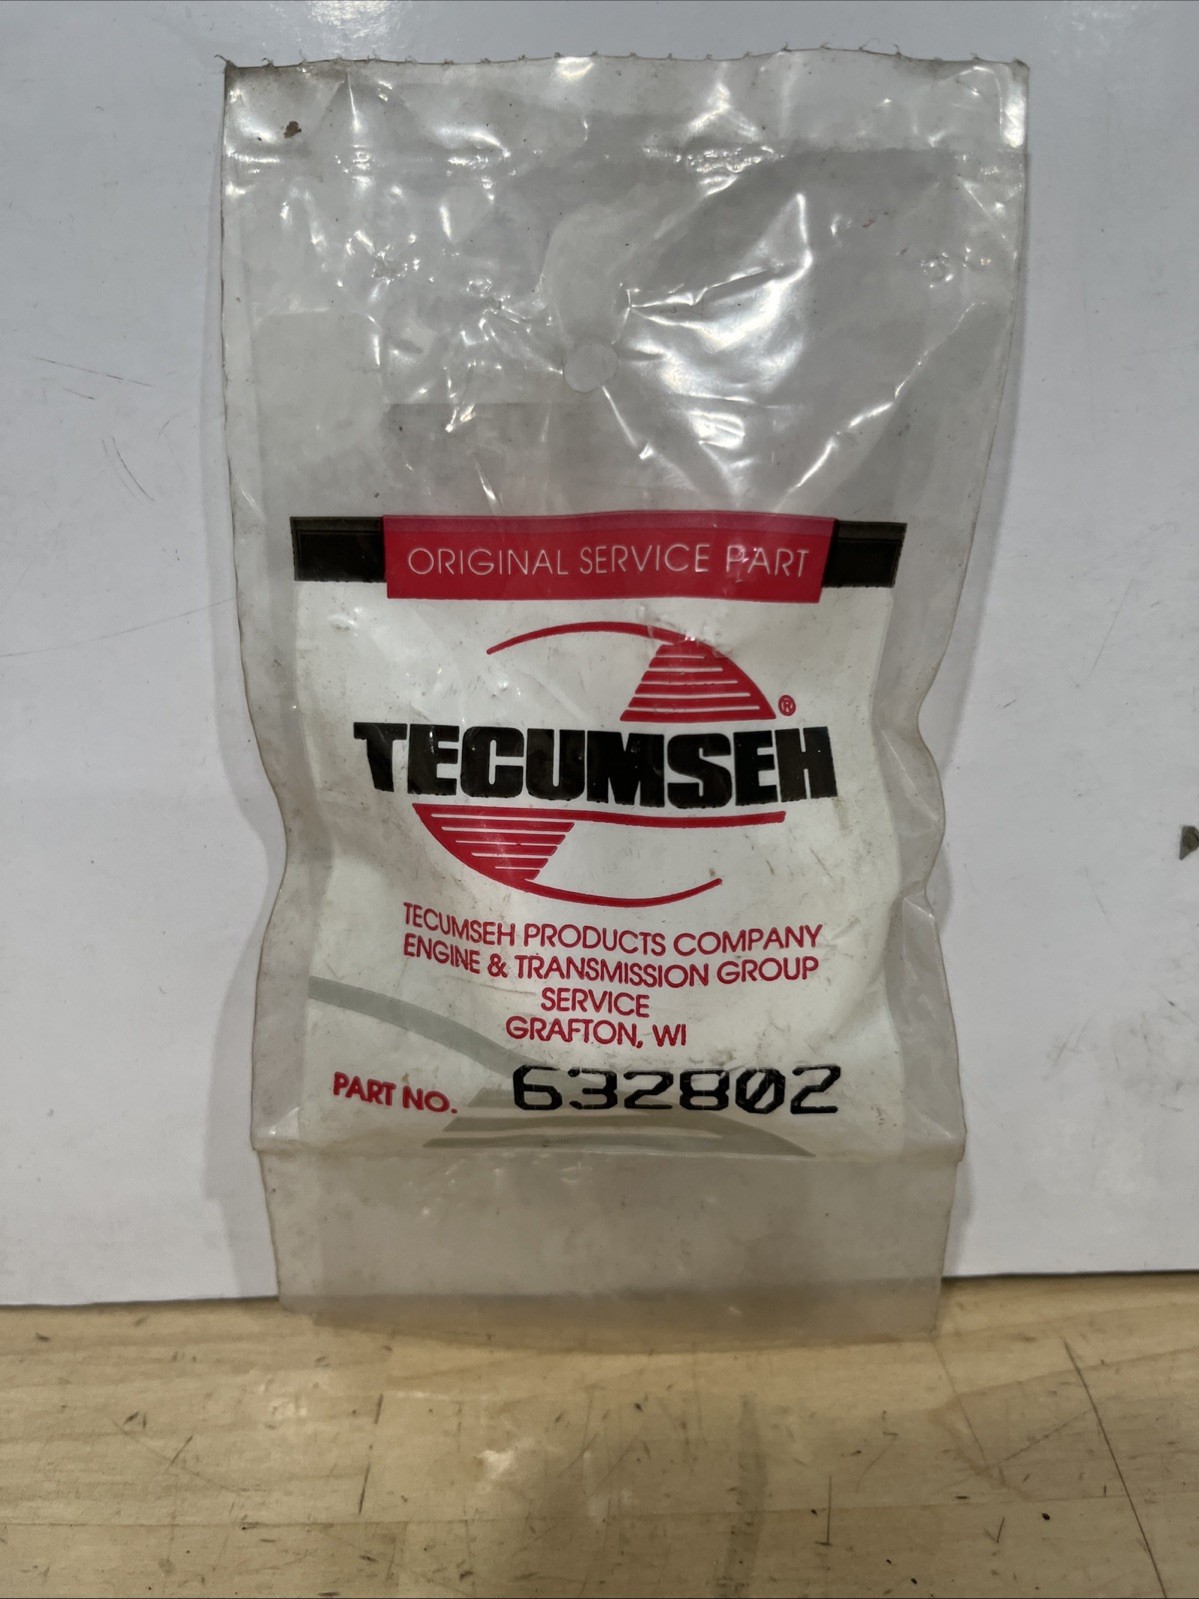 ORIGINAL SERVICE PART
®
TECUMSEH
TECUMSEH PRODUCTS COMPANY
ENGINE & TRANSMISSION GROUP
SERVICE
GRAFTON, WI
PART NO. 632802